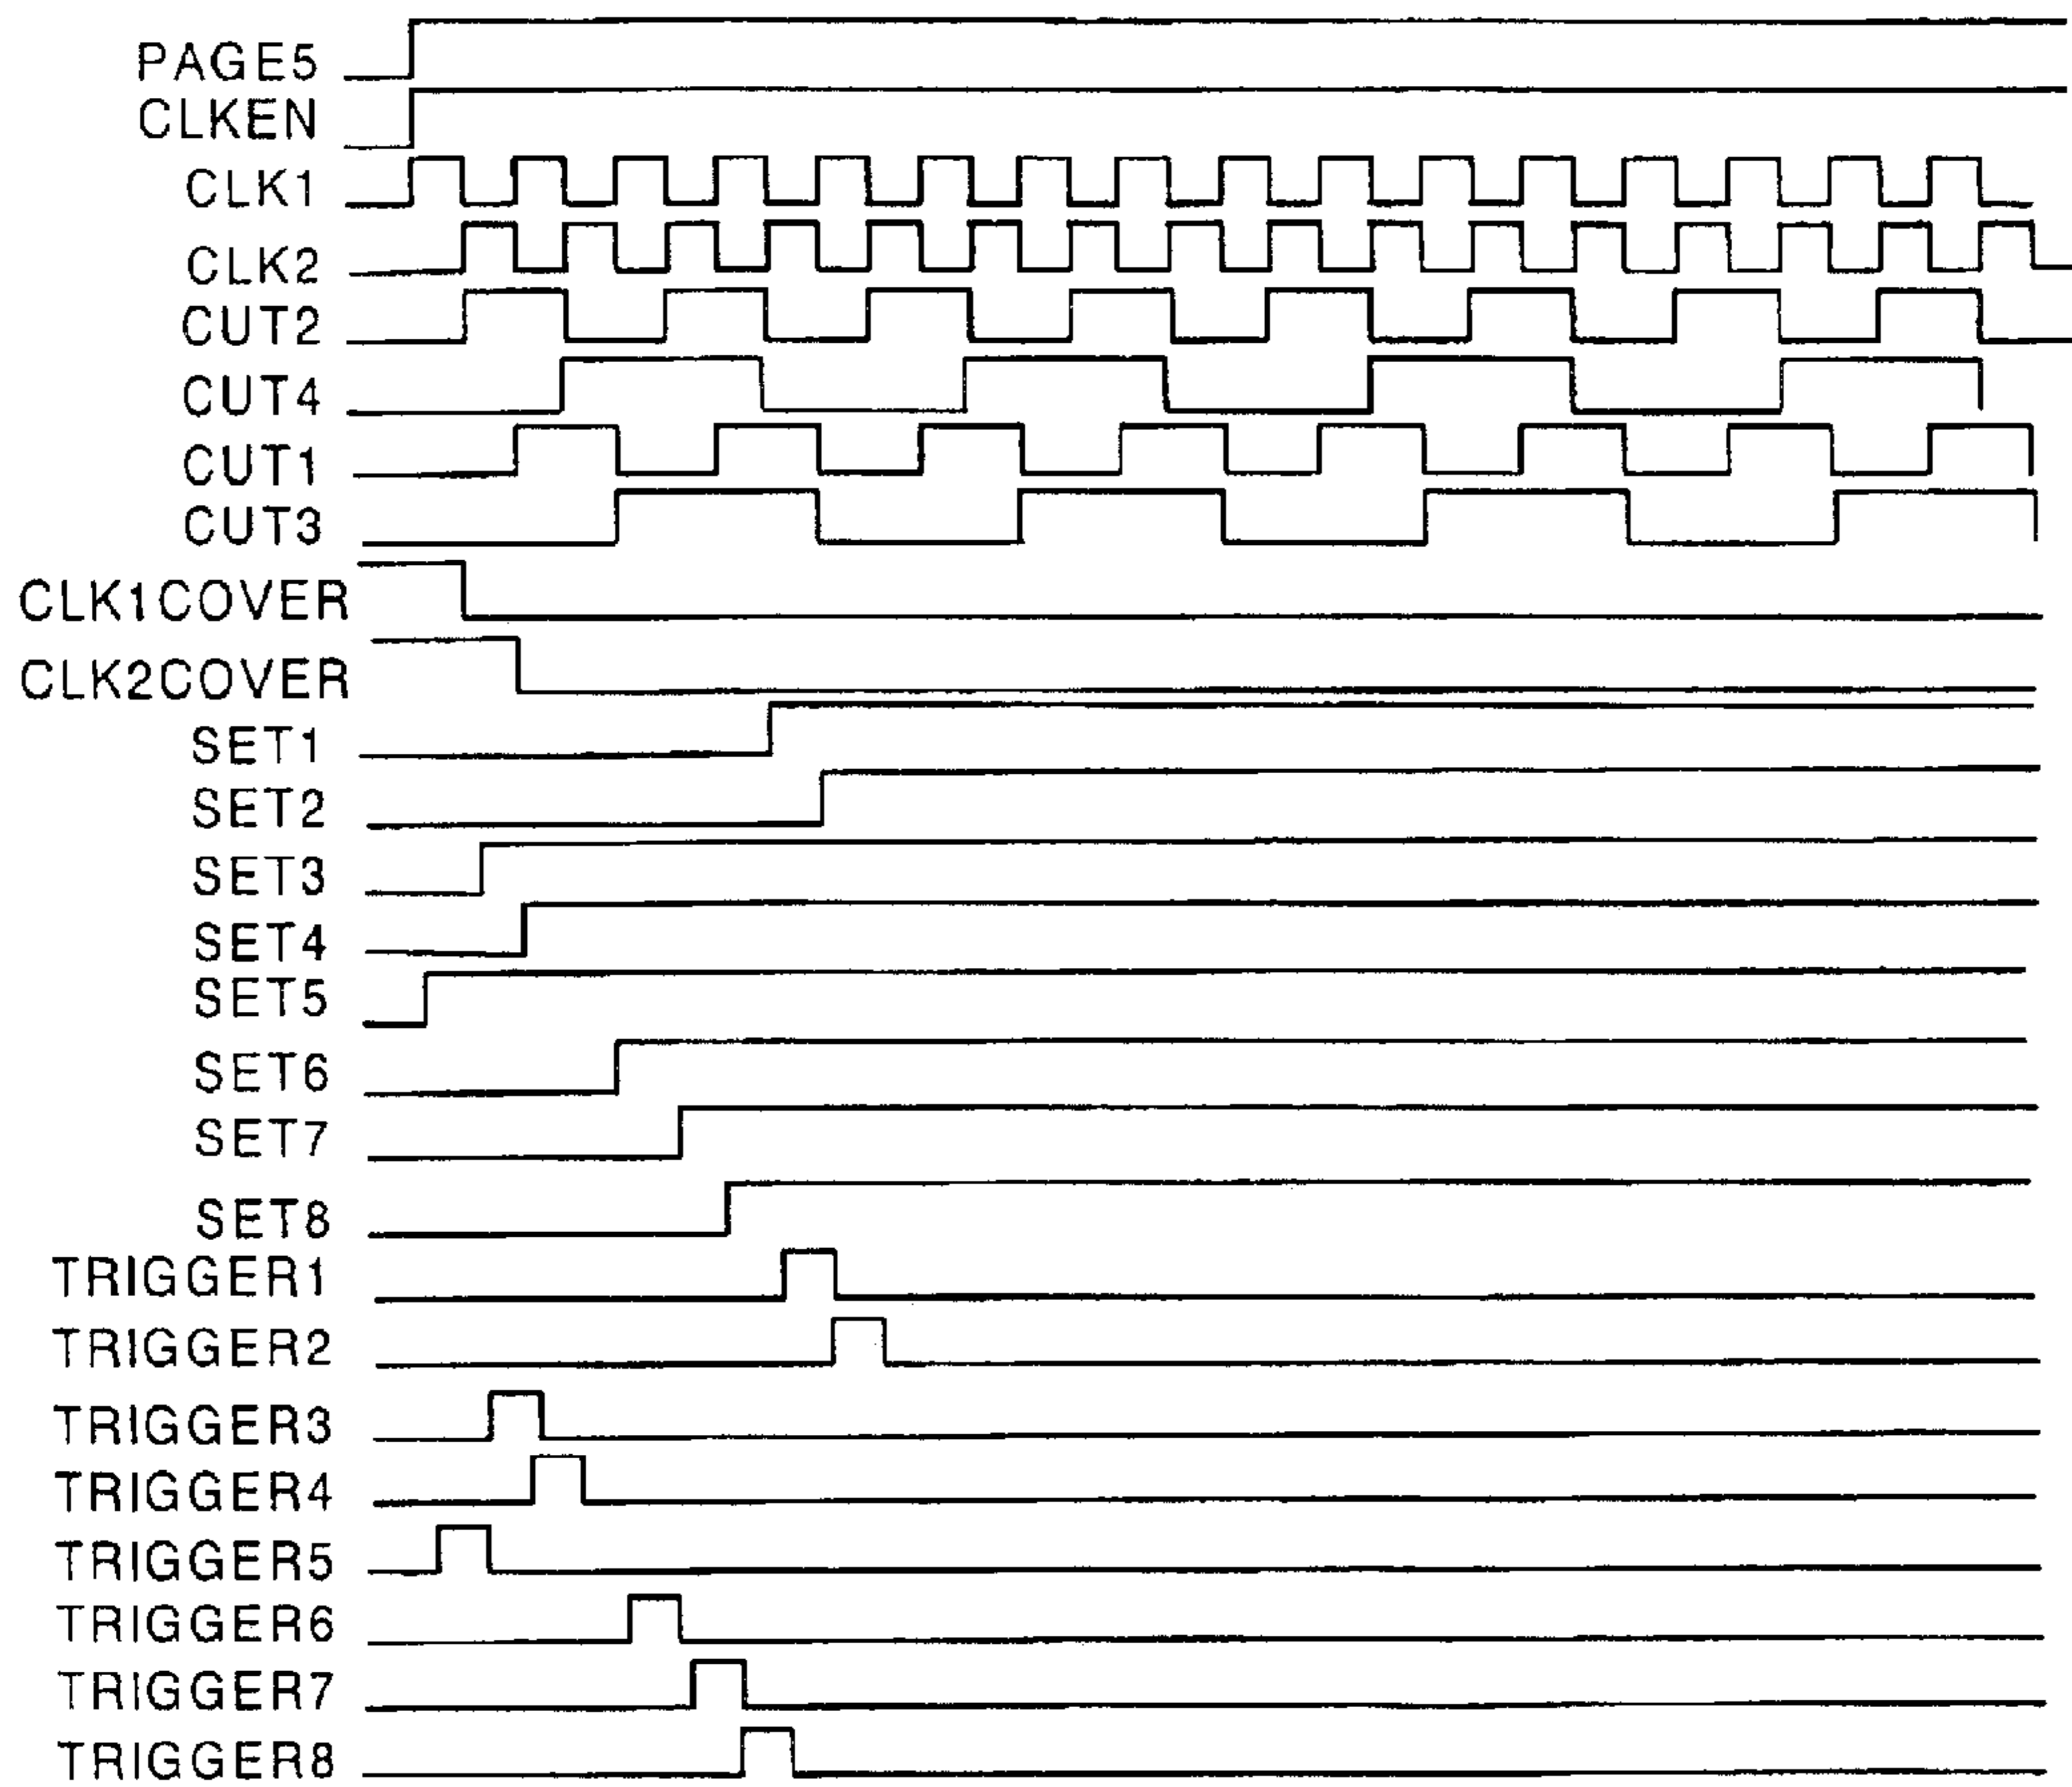 PAGE5
CLKEN
CLK1
CLK2
CUT2
CUT4
CUT1
CUT3
CLK1COVER
CLK2COVER
SET1
SET2
SET3
SET4
SET5
SET6
SET7
SET8
TRIGGER1
TRIGGER2
TRIGGER3
TRIGGER4
TRIGGER5
TRIGGER6
TRIGGER7
TRIGGER8